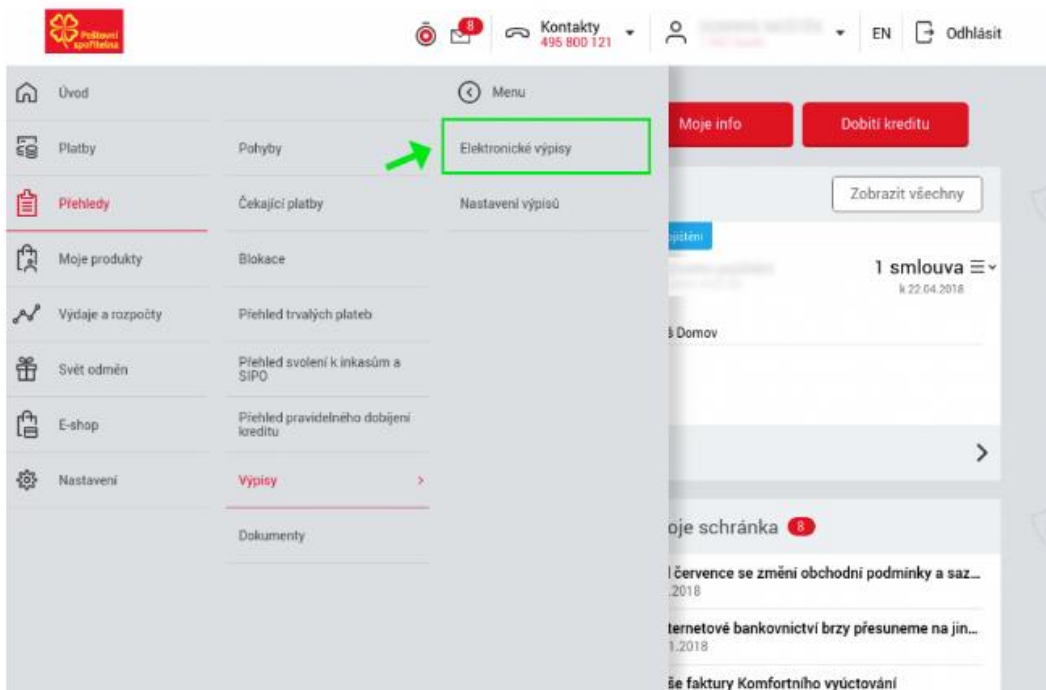 Poštovní
spořitelna
8
Kontakty
495 800 121
EN
Odhlásit
Úvod
Platby
Přehledy
Moje produkty
Výdaje a rozpočty
Svět odměn
E-shop
Nastavení
Pohyby
Čekající platby
Blokace
Přehled trvalých plateb
Přehled svolení k inkasům a
SIPO
Přehled pravidelného dobíjení
kreditu
Výpisy
Dokumenty
Menu
Elektronické výpisy
Nastavení výpisů
Moje info
Dobití kreditu
Zobrazit všechny
ojištění
1 smlouva
k 22.04.2018
š Domov
oje schránka 8
července se změní obchodní podmínky a saz...
.2018
ternetové bankovnictví brzy přesuneme na jin...
1.2018
še faktury Komfortního vyúčtování